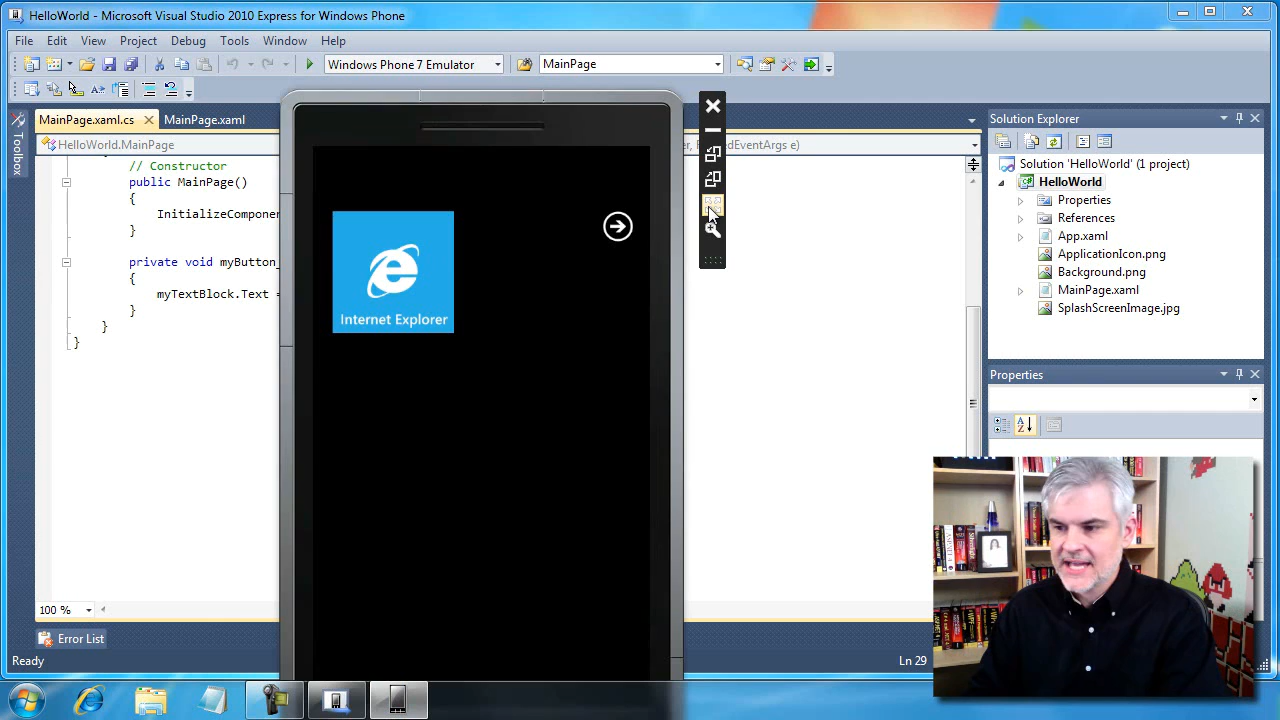 HelloWorld - Microsoft Visual Studio 2010 Express for Windows Phone
File Edit View Project Debug Tools Window Help
Windows Phone 7 Emulator MainPage
MainPage.xaml.cs MainPage.xaml
Toolbox
HelloWorld.MainPage EventArgs e)
// Constructor
public MainPage()
{
InitializeComponen
}
private void myButton_
{
myTextBlock.Text =
}
}
}
Internet Explorer
Solution Explorer
Solution 'HelloWorld' (1 project)
HelloWorld
Properties
References
App.xaml
ApplicationIcon.png
Background.png
MainPage.xaml
SplashScreenImage.jpg
Properties
100 %
Error List
Ready Ln 29